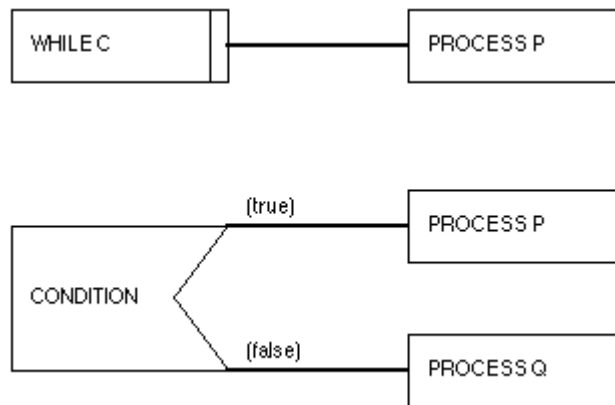 WHILE C
PROCESS P
(true)
PROCESS P
CONDITION
(false)
PROCESS Q